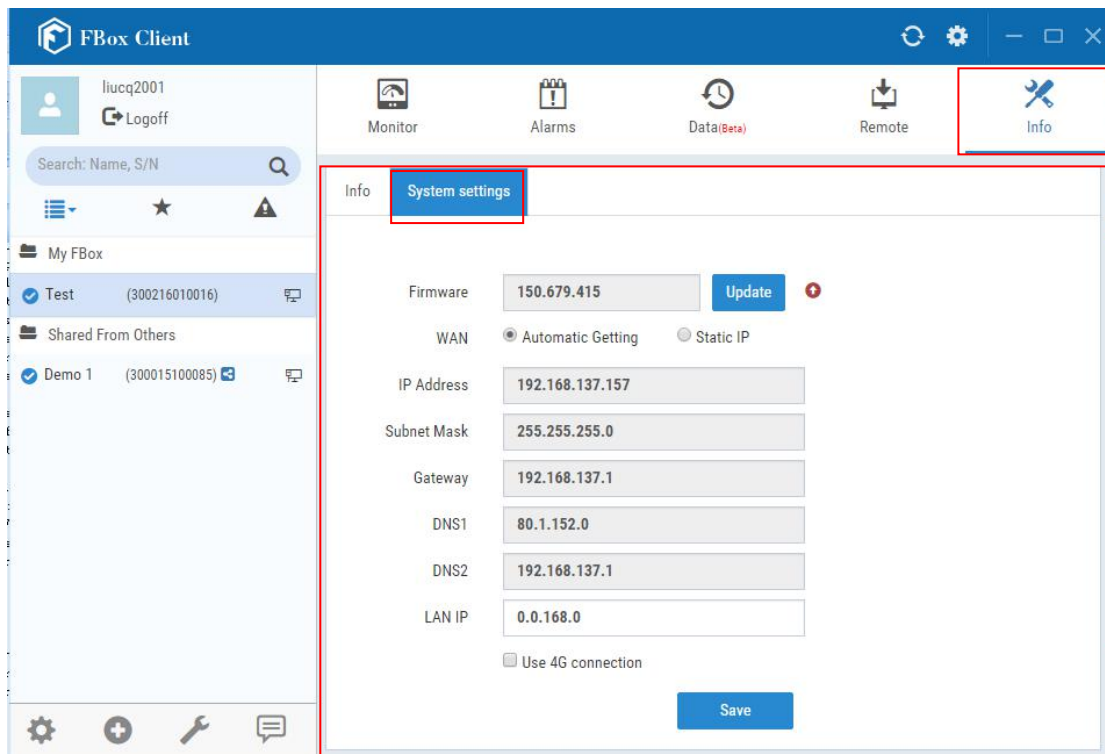 FBox Client
liucq2001
Logoff
Search: Name, S/N
My FBox
Test (300216010016)
Shared From Others
Demo 1 (300015100085)
Monitor Alarms Data(Beta) Remote Info
Info System settings
Firmware 150.679.415 Update
WAN Automatic Getting Static IP
IP Address 192.168.137.157
Subnet Mask 255.255.255.0
Gateway 192.168.137.1
DNS1 80.1.152.0
DNS2 192.168.137.1
LAN IP 0.0.168.0
Use 4G connection
Save